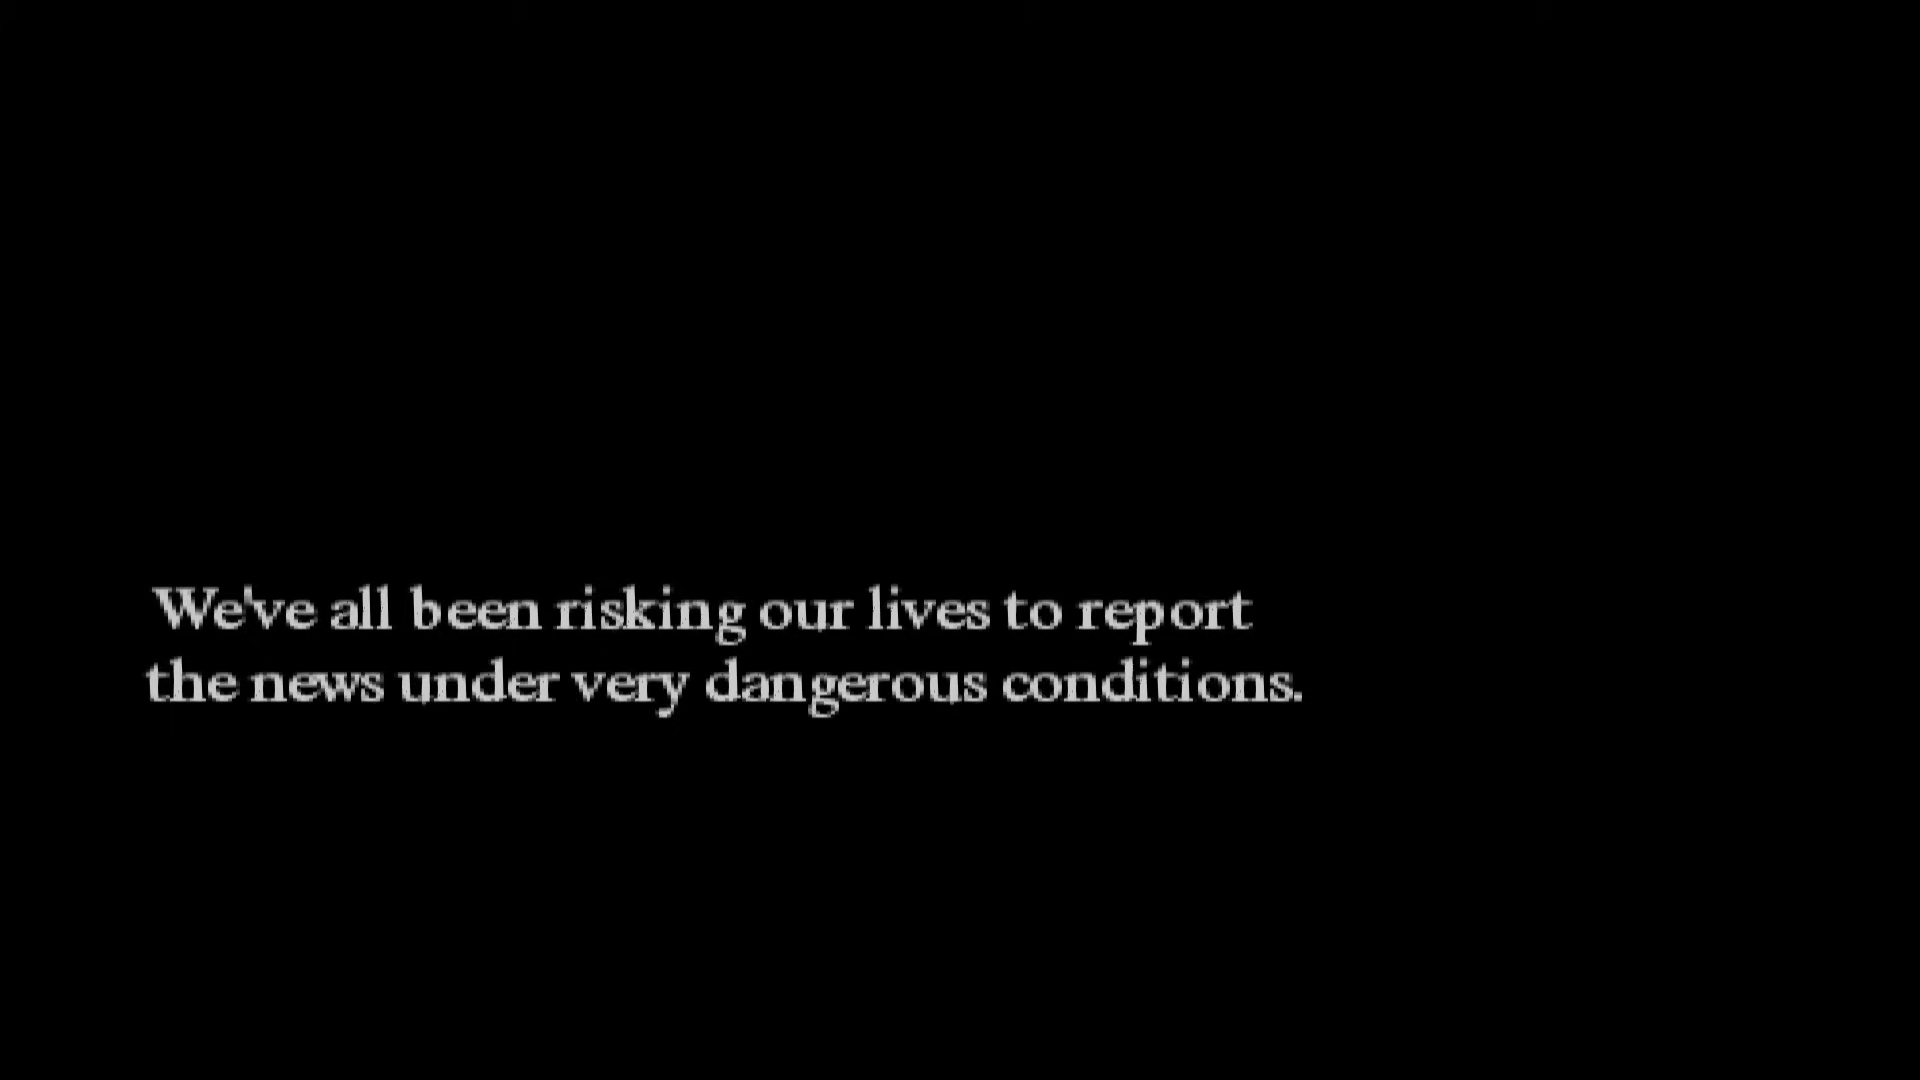 We've all been risking our lives to report
the news under very dangerous conditions.